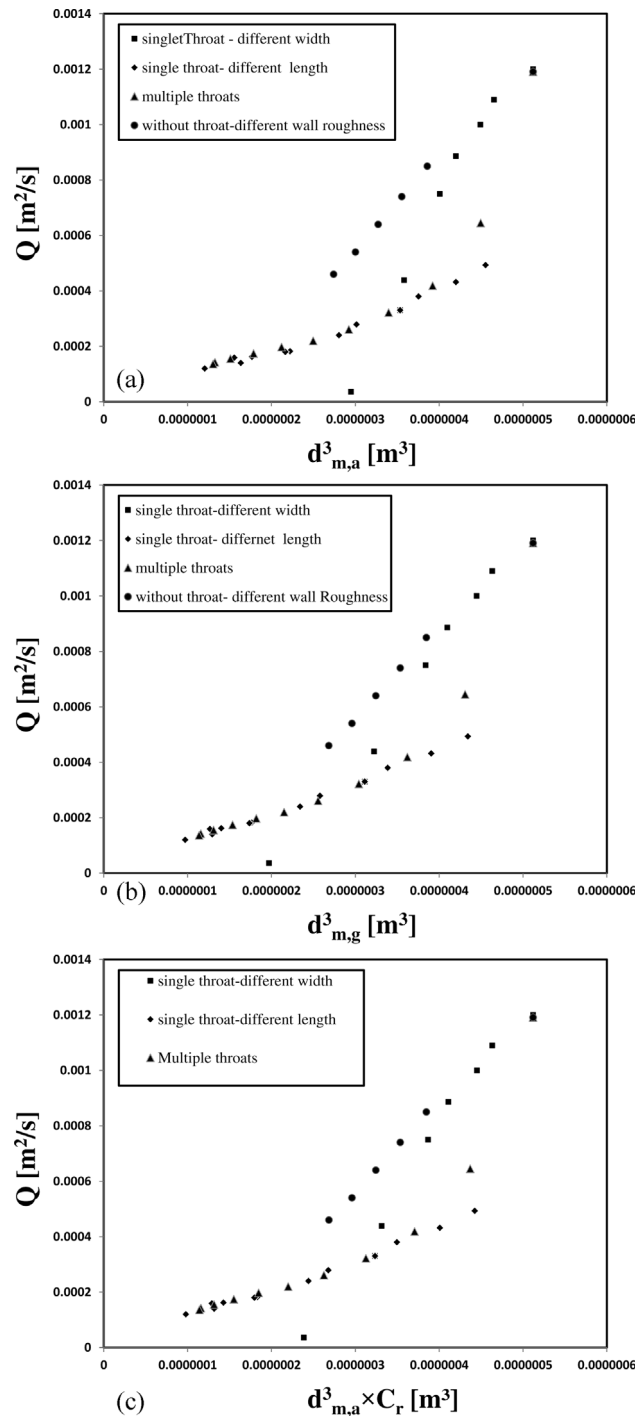 0.0014
singletThroat - different width
single throat- different length
multiple throats
without throat-different wall roughness
0.0012
0.001
0.0008
Q [m²/s]
0.0006
0.0004
0.0002
(a)
0
0 0.0000001 0.0000002 0.0000003 0.0000004 0.0000005 0.0000006
d³m,a [m³]
0.0014
single throat-different width
single throat- differnet length
multiple throats
without throat- different wall Roughness
0.0012
0.001
0.0008
Q [m²/s]
0.0006
0.0004
0.0002
0
0 0.0000001 0.0000002 0.0000003 0.0000004 0.0000005 0.0000006
(b)
d³m,g [m³]
0.0014
single throat-different width
single throat-different length
Multiple throats
0.0012
0.001
0.0008
Q [m²/s]
0.0006
0.0004
0.0002
0
0 0.0000001 0.0000002 0.0000003 0.0000004 0.0000005 0.0000006
(c)
d³m,a×Cr [m³]